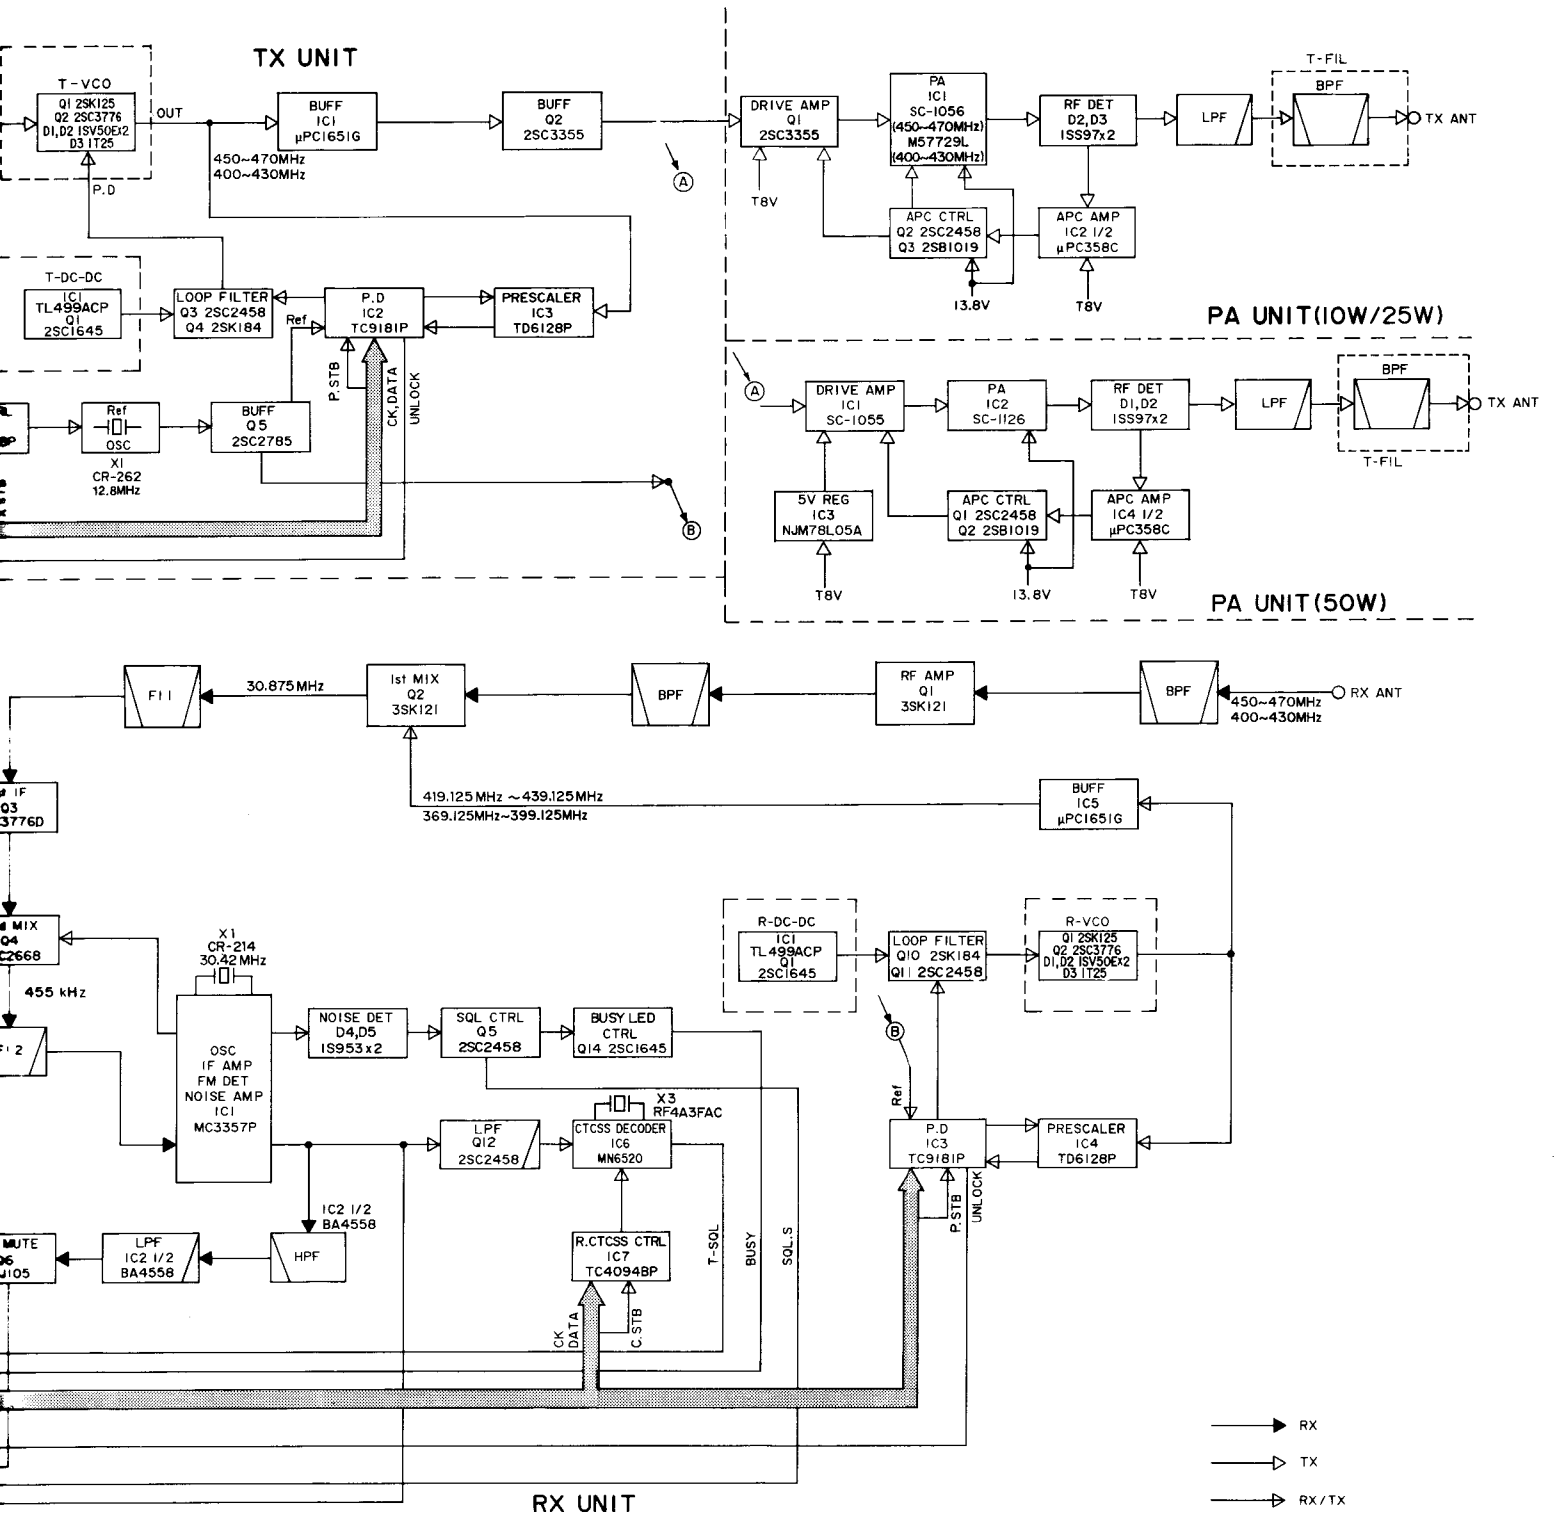 TX UNIT
T-VCO
Q1 2SK125
Q2 2SC3776
D1,D2 1SV50Ex2
D3 1T25
OUT
P.D
BUFF
IC1
μPC1651G
450~470MHz
400~430MHz
BUFF
Q2
2SC3355
A
T-DC-DC
IC1
TL499ACP
Q1
2SC1645
LOOP FILTER
Q3 2SC2458
Q4 2SK184
Ref
P.D
IC2
TC9181P
PRESCALER
IC3
TD6128P
P.STB
CK,DATA
UNLOCK
Ref
OSC
X1
CR-262
12.8MHz
BUFF
Q5
2SC2785
B
DRIVE AMP
Q1
2SC3355
T8V
PA
IC1
SC-1056
(450~470MHz)
M57729L
(400~430MHz)
RF DET
D2,D3
1SS97x2
LPF
T-FIL
BPF
TX ANT
APC CTRL
Q2 2SC2458
Q3 2SB1019
13.8V
APC AMP
IC2 1/2
μPC358C
T8V
PA UNIT(10W/25W)
A
DRIVE AMP
IC1
SC-1055
PA
IC2
SC-1126
RF DET
D1,D2
1SS97x2
LPF
BPF
T-FIL
TX ANT
5V REG
IC3
NJM78L05A
T8V
APC CTRL
Q1 2SC2458
Q2 2SB1019
13.8V
APC AMP
IC4 1/2
μPC358C
T8V
PA UNIT(50W)
F11
30.875MHz
1st MIX
Q2
3SK121
BPF
RF AMP
Q1
3SK121
BPF
RX ANT
450~470MHz
400~430MHz
IF
Q3
3776D
419.125MHz ~439.125MHz
369.125MHz~399.125MHz
BUFF
IC5
μPC1651G
MIX
Q4
C2668
455 kHz
X1
CR-214
30.42MHz
OSC
IF AMP
FM DET
NOISE AMP
IC1
MC3357P
NOISE DET
D4,D5
1S953x2
SQL CTRL
Q5
2SC2458
BUSY LED
CTRL
Q14 2SC1645
R-DC-DC
IC1
TL499ACP
Q1
2SC1645
LOOP FILTER
Q10 2SK184
Q11 2SC2458
R-VCO
Q1 2SK125
Q2 2SC3776
D1,D2 1SV50Ex2
D3 1T25
B
Ref
LPF
Q12
2SC2458
X3
RF4A3FAC
CTCSS DECODER
IC6
MN6520
P.D
IC3
TC9181P
PRESCALER
IC4
TD6128P
P.STB
UNLOCK
MUTE
LPF
IC2 1/2
BA4558
IC2 1/2
BA4558
HPF
R.CTCSS CTRL
IC7
TC4094BP
CK
DATA
C.STB
T-SQL
BUSY
SQL.S
RX UNIT
RX
TX
RX/TX